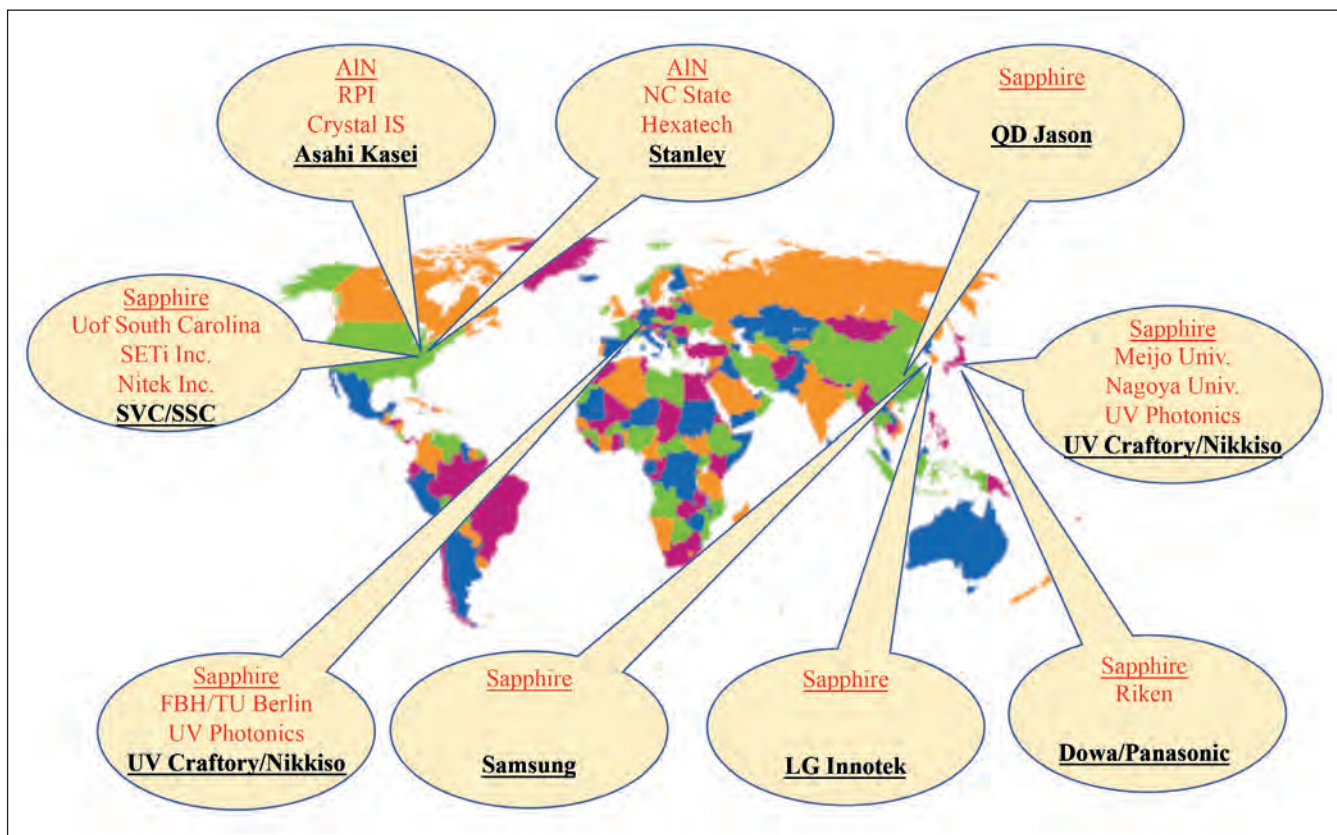 AlN
RPI
Crystal IS
Asahi Kasei
AlN
NC State
Hexatech
Stanley
Sapphire
QD Jason
Sapphire
Uof South Carolina
SETi Inc.
Nitek Inc.
SVC/SSC
Sapphire
Meijo Univ.
Nagoya Univ.
UV Photonics
UV Craftory/Nikkiso
Sapphire
FBH/TU Berlin
UV Photonics
UV Craftory/Nikkiso
Sapphire
Samsung
Sapphire
LG Innotek
Sapphire
Riken
Dowa/Panasonic